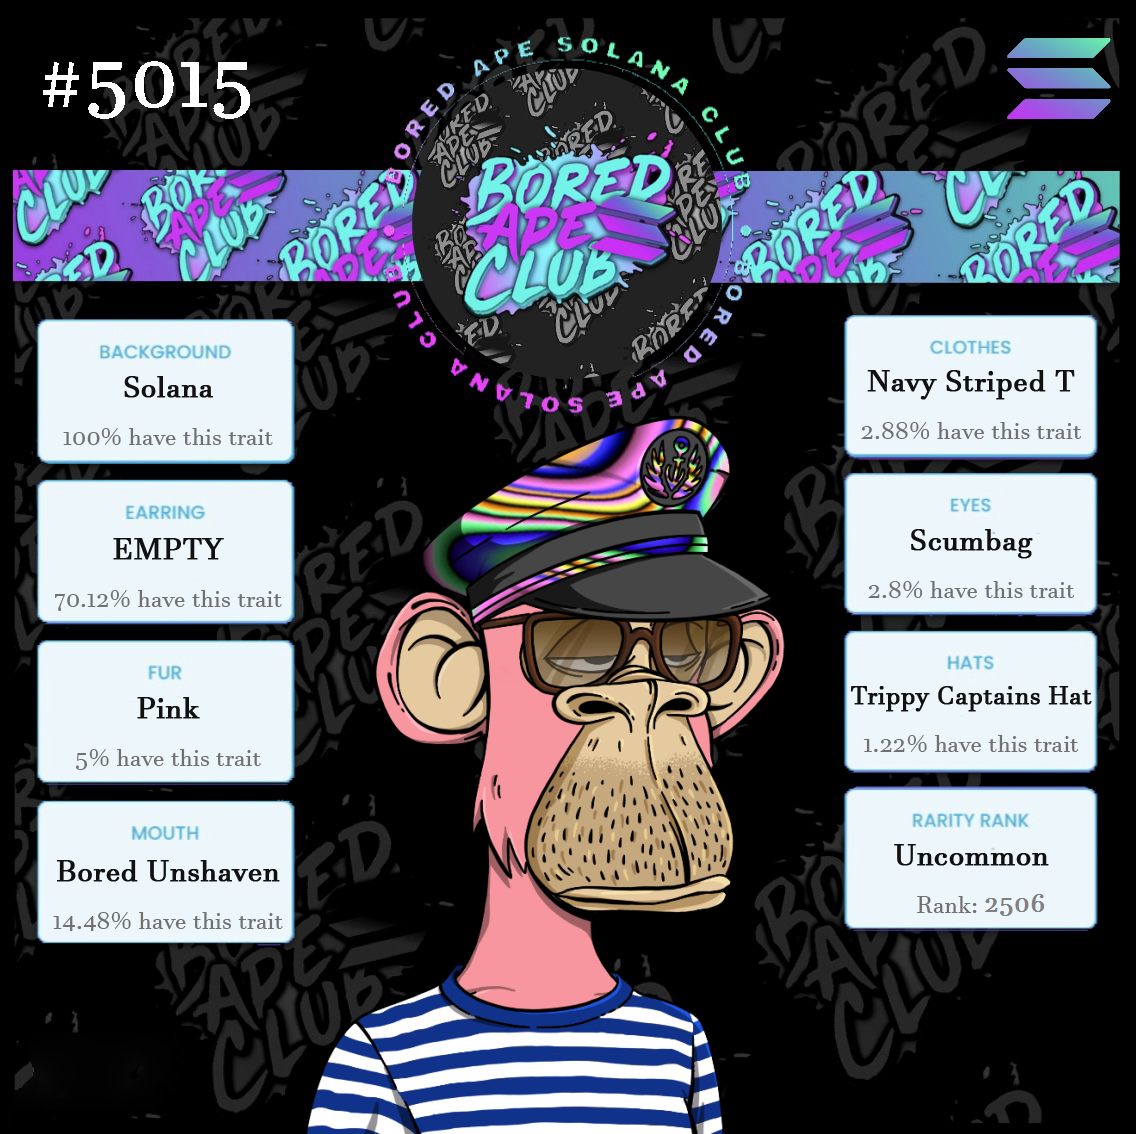 #5015
BORED APE SOLANA CLUB
BORED APE SOLANA CLUB
BORED
APE
CLUB
BACKGROUND
Solana
100% have this trait
EARRING
EMPTY
70.12% have this trait
FUR
Pink
5% have this trait
MOUTH
Bored Unshaven
14.48% have this trait
CLOTHES
Navy Striped T
2.88% have this trait
EYES
Scumbag
2.8% have this trait
HATS
Trippy Captains Hat
1.22% have this trait
RARITY RANK
Uncommon
Rank: 2506